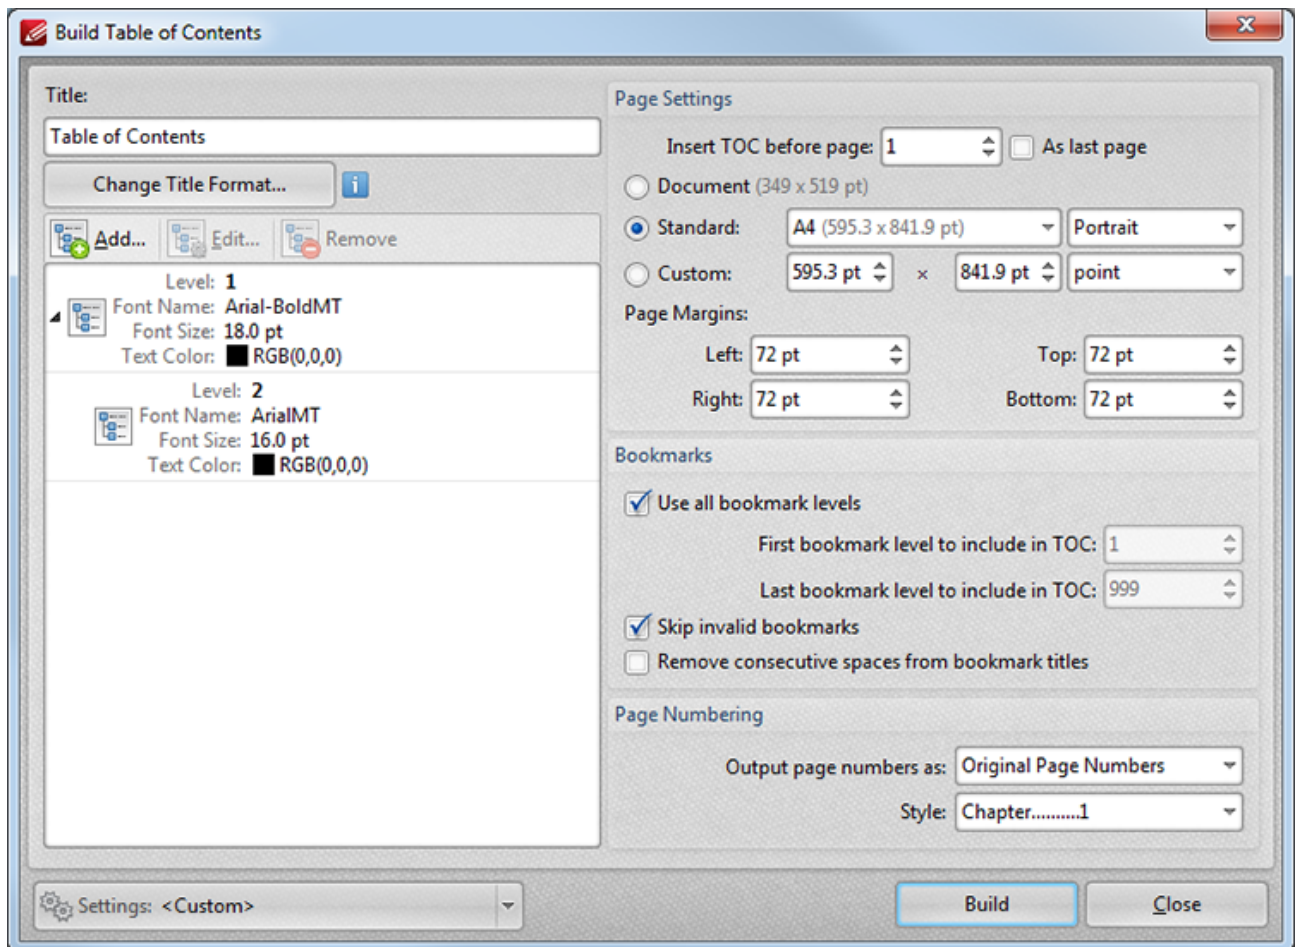 Build Table of Contents
Title:
Table of Contents
Change Title Format...
Add... Edit... Remove
Level: 1
Font Name: Arial-BoldMT
Font Size: 18.0 pt
Text Color: RGB(0,0,0)
Level: 2
Font Name: ArialMT
Font Size: 16.0 pt
Text Color: RGB(0,0,0)
Page Settings
Insert TOC before page: 1 As last page
Document (349 x 519 pt)
Standard: A4 (595.3 x 841.9 pt) Portrait
Custom: 595.3 pt × 841.9 pt point
Page Margins:
Left: 72 pt Top: 72 pt
Right: 72 pt Bottom: 72 pt
Bookmarks
Use all bookmark levels
First bookmark level to include in TOC: 1
Last bookmark level to include in TOC: 999
Skip invalid bookmarks
Remove consecutive spaces from bookmark titles
Page Numbering
Output page numbers as: Original Page Numbers
Style: Chapter..........1
Settings: <Custom> Build Close